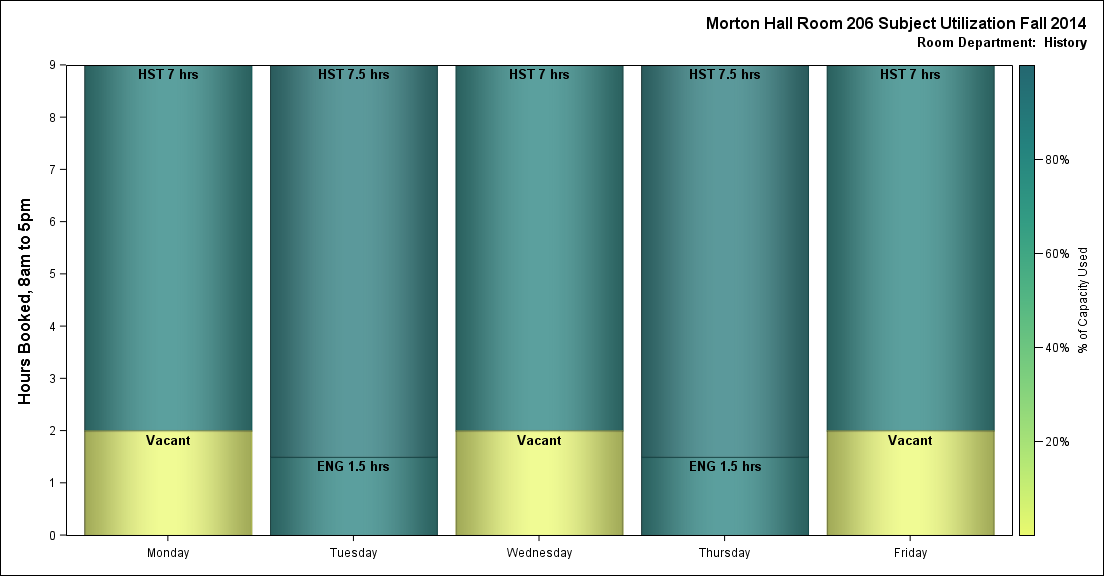 Morton Hall Room 206 Subject Utilization Fall 2014
Room Department:  History
Hours Booked, 8am to 5pm
9
8
7
6
5
4
3
2
1
0
HST 7 hrs
HST 7.5 hrs
HST 7 hrs
HST 7.5 hrs
HST 7 hrs
Vacant
ENG 1.5 hrs
Vacant
ENG 1.5 hrs
Vacant
Monday
Tuesday
Wednesday
Thursday
Friday
80%
60%
40%
20%
% of Capacity Used